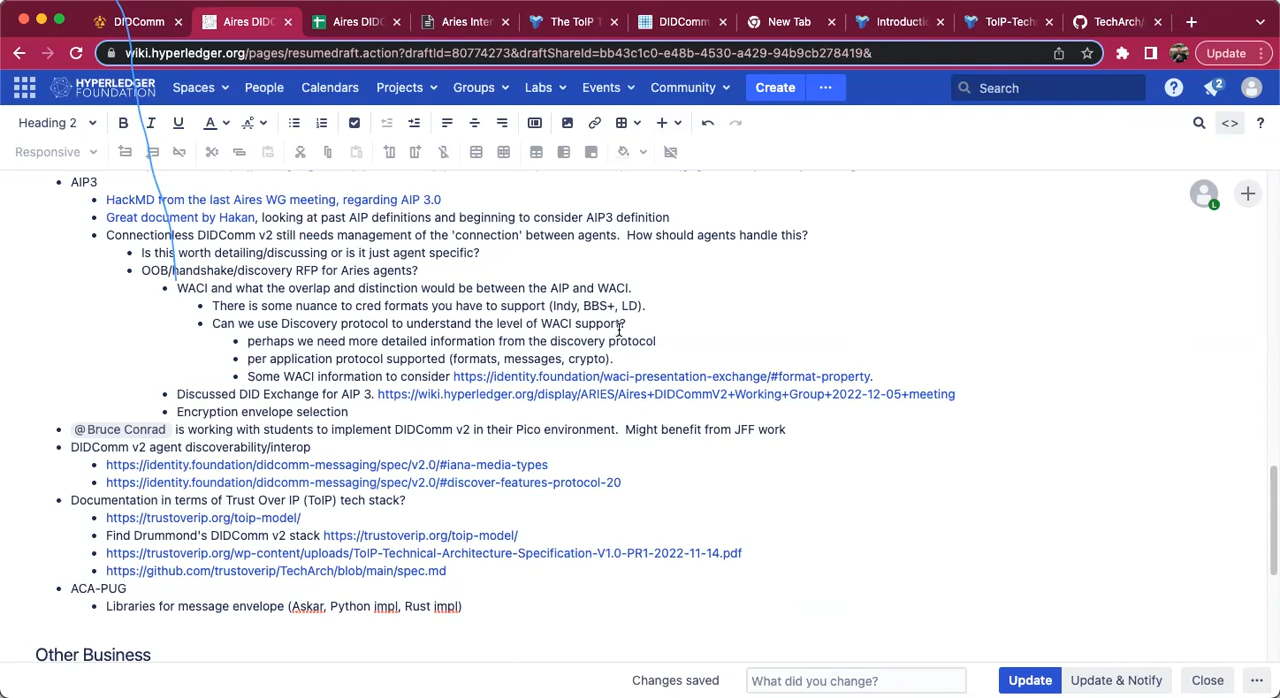 DIDComm
Aires DIDC
Aires DIDC
Aries Inter
The ToIP T
DIDComm
New Tab
Introductic
ToIP-Techn
TechArch/
wiki.hyperledger.org/pages/resumedraft.action?draftId=80774273&draftShareId=bb43c1c0-e48b-4530-a429-94b9cb278419&
Update
HYPERLEDGER FOUNDATION
Spaces
People
Calendars
Projects
Groups
Labs
Events
Community
Create
Search
2
Heading 2
B I U A
Responsive
AIP3
HackMD from the last Aires WG meeting, regarding AIP 3.0
Great document by Hakan, looking at past AIP definitions and beginning to consider AIP3 definition
Connectionless DIDComm v2 still needs management of the 'connection' between agents. How should agents handle this?
Is this worth detailing/discussing or is it just agent specific?
OOB/handshake/discovery RFP for Aries agents?
WACI and what the overlap and distinction would be between the AIP and WACI.
There is some nuance to cred formats you have to support (Indy, BBS+, LD).
Can we use Discovery protocol to understand the level of WACI support?
perhaps we need more detailed information from the discovery protocol
per application protocol supported (formats, messages, crypto).
Some WACI information to consider https://identity.foundation/waci-presentation-exchange/#format-property.
Discussed DID Exchange for AIP 3. https://wiki.hyperledger.org/display/ARIES/Aires+DIDCommV2+Working+Group+2022-12-05+meeting
Encryption envelope selection
@Bruce Conrad is working with students to implement DIDComm v2 in their Pico environment. Might benefit from JFF work
DIDComm v2 agent discoverability/interop
https://identity.foundation/didcomm-messaging/spec/v2.0/#iana-media-types
https://identity.foundation/didcomm-messaging/spec/v2.0/#discover-features-protocol-20
Documentation in terms of Trust Over IP (ToIP) tech stack?
https://trustoverip.org/toip-model/
Find Drummond's DIDComm v2 stack https://trustoverip.org/toip-model/
https://trustoverip.org/wp-content/uploads/ToIP-Technical-Architecture-Specification-V1.0-PR1-2022-11-14.pdf
https://github.com/trustoverip/TechArch/blob/main/spec.md
ACA-PUG
Libraries for message envelope (Askar, Python impl, Rust impl)
Other Business
Changes saved
What did you change?
Update
Update & Notify
Close